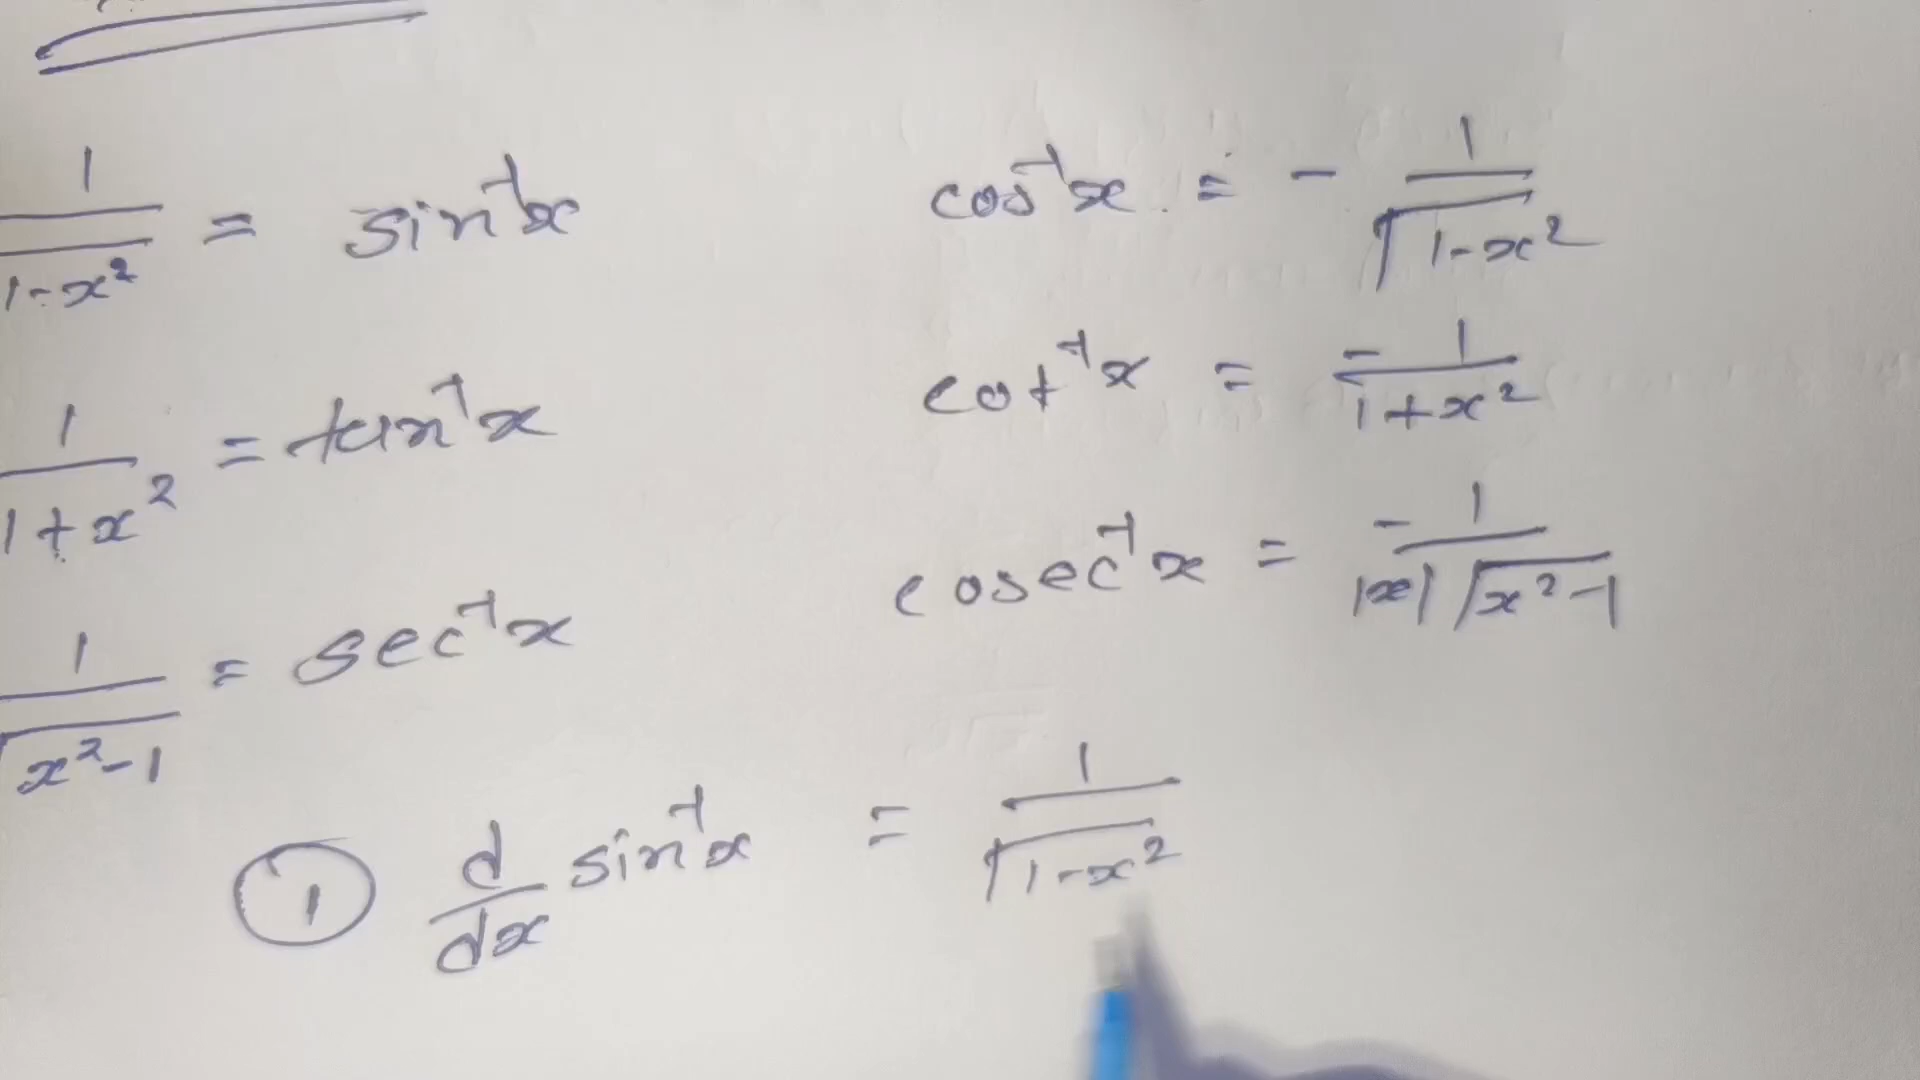 1/√(1-x²) = sin⁻¹x
cos⁻¹x = - 1/√(1-x²)
1/(1+x²) = tan⁻¹x
cot⁻¹x = -1/(1+x²)
1/√(x²-1) = sec⁻¹x
cosec⁻¹x = -1/(|x|√(x²-1))
① d/dx sin⁻¹x = 1/√(1-x²)